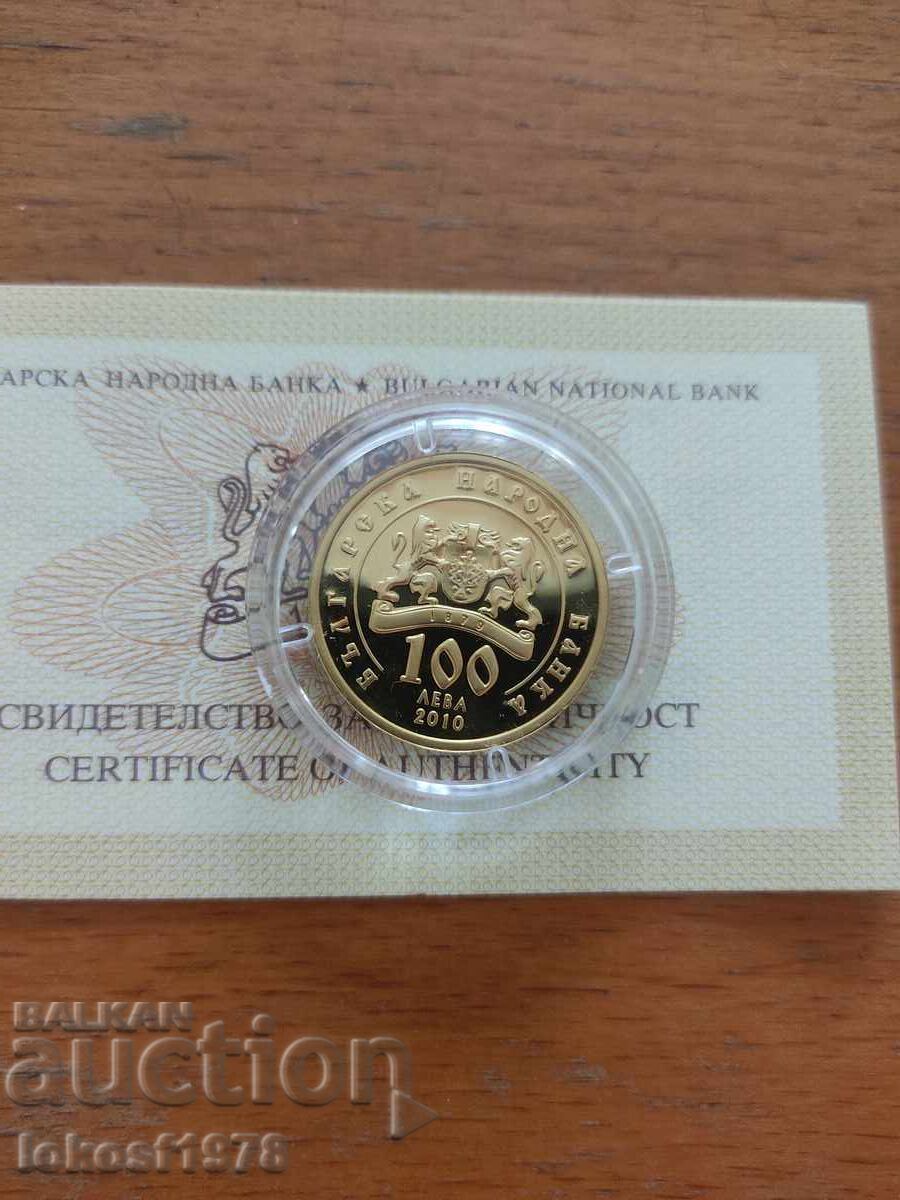 АРСКА НАРОДНА БАНКА ★ BULGARIAN NATIONAL BANK
БЪЛГАРСКА НАРОДНА БАНКА
1879
100
ЛЕВА
2010
СВИДЕТЕЛСТВО ЗА
CERTIFICATE OF AUTHENTICITY
BALKAN
auction
lokosf1978